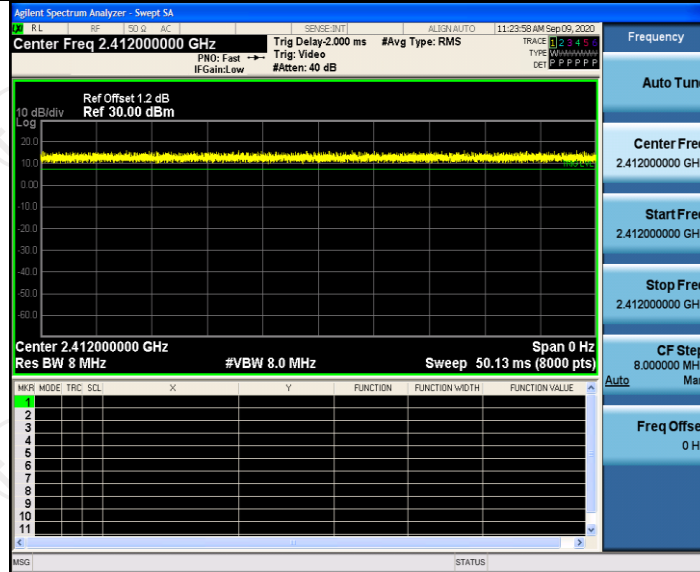 Agilent Spectrum Analyzer - Swept SA
RL RF 50 Ω AC SENSE:INT ALIGN AUTO 11:23:58 AM Sep 09, 2020
Center Freq 2.412000000 GHz
PNO: Fast
IFGain:Low
Trig Delay-2.000 ms
Trig: Video
#Atten: 40 dB
#Avg Type: RMS
TRACE 1 2 3 4 5 6
TYPE
DET P P P P P P
Ref Offset 1.2 dB
10 dB/div Ref 30.00 dBm
Log
20.0
10.0
0.00
-10.0
-20.0
-30.0
-40.0
-50.0
-60.0
Center 2.412000000 GHz Span 0 Hz
Res BW 8 MHz #VBW 8.0 MHz Sweep 50.13 ms (8000 pts)
MKR MODE TRC SCL X Y FUNCTION FUNCTION WIDTH FUNCTION VALUE
1
2
3
4
5
6
7
8
9
10
11
MSG STATUS
Frequency
Auto Tun
Center Fre
2.412000000 GH
Start Fre
2.412000000 GH
Stop Fre
2.412000000 GH
CF Ste
8.000000 MH
Auto Ma
Freq Offse
0 H